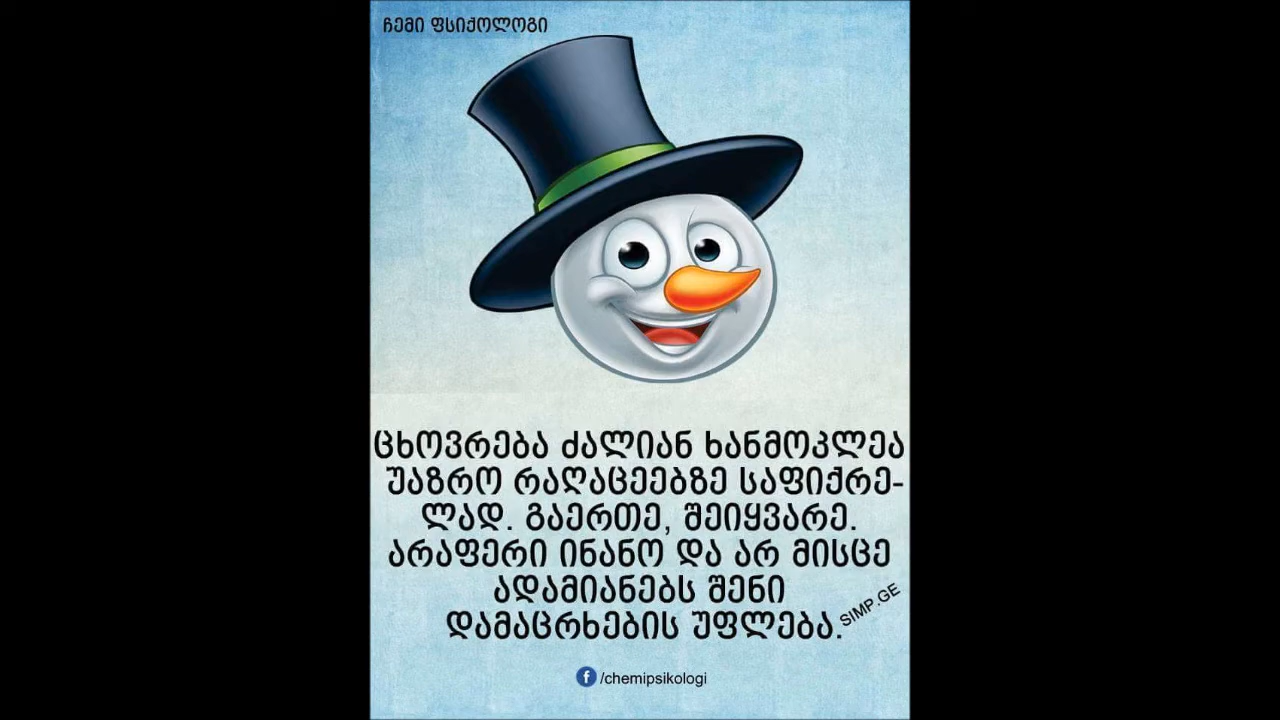 ჩემი ფსიქოლოგი
ცხოვრება ძალიან ხანმოკლეა
უაზრო რაღაცეებზე საფიქრე-
ლად. გაერთე, შეიყვარე.
არაფერი ინანო და არ მისცე
ადამიანებს შენი
დამაცრხების უფლება.
SIMP.GE
f /chemipsikologi